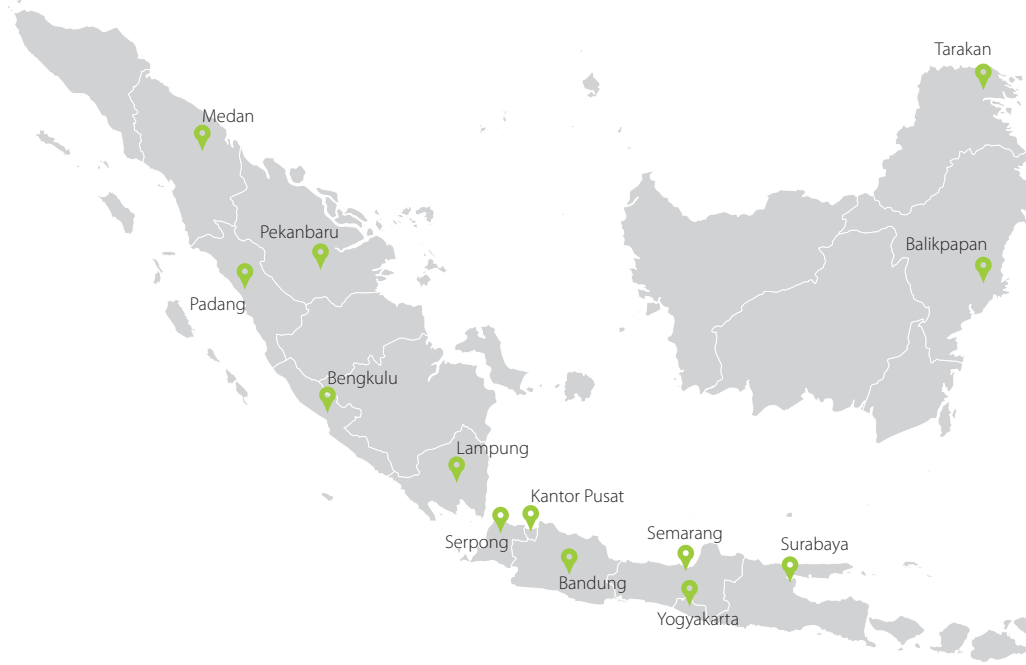 Tarakan
Medan
Pekanbaru
Balikpapan
Padang
Bengkulu
Lampung
Kantor Pusat
Serpong
Semarang
Surabaya
Bandung
Yogyakarta